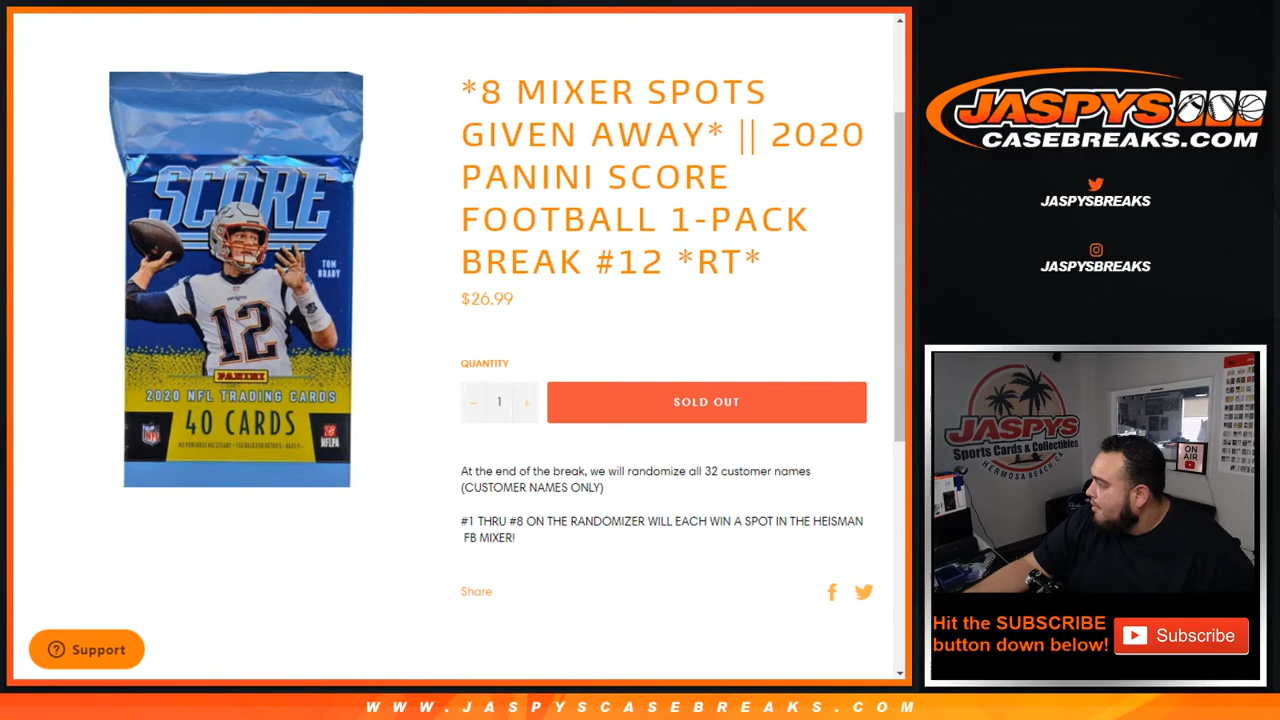 *8 MIXER SPOTS
GIVEN AWAY* || 2020
PANINI SCORE
FOOTBALL 1-PACK
BREAK #12 *RT*
$26.99
QUANTITY
− 1 +
SOLD OUT
At the end of the break, we will randomize all 32 customer names
(CUSTOMER NAMES ONLY)
#1 THRU #8 ON THE RANDOMIZER WILL EACH WIN A SPOT IN THE HEISMAN
FB MIXER!
Share
Support
SCORE
TOM
BRADY
patriots
12
PANINI
2020 NFL TRADING CARDS
40 CARDS
NFL
NFLPA
JASPYS
CASEBREAKS.COM
JASPYSBREAKS
JASPYSBREAKS
JASPYS
Sports Cards & Collectibles
HERMOSA BEACH, CA
ON
AIR
Hit the SUBSCRIBE
button down below!
Subscribe
WWW.JASPYSCASEBREAKS.COM